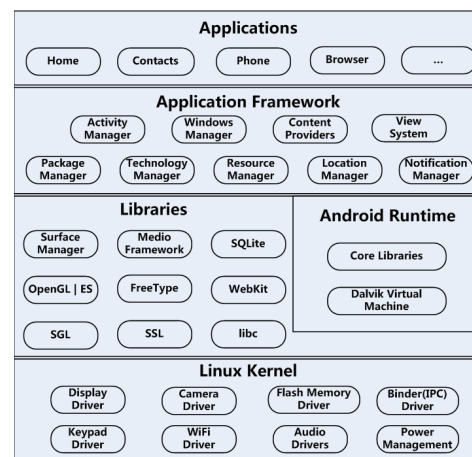 Applications
Home
Contacts
Phone
Browser
...
Application Framework
Activity
Manager
Windows
Manager
Content
Providers
View
System
Package
Manager
Technology
Manager
Resource
Manager
Location
Manager
Notification
Manager
Libraries
Surface
Manager
Medio
Framework
SQLite
OpenGL | ES
FreeType
WebKit
SGL
SSL
libc
Android Runtime
Core Libraries
Dalvik Virtual
Machine
Linux Kernel
Display
Driver
Camera
Driver
Flash Memory
Driver
Binder(IPC)
Driver
Keypad
Driver
WiFi
Driver
Audio
Drivers
Power
Management